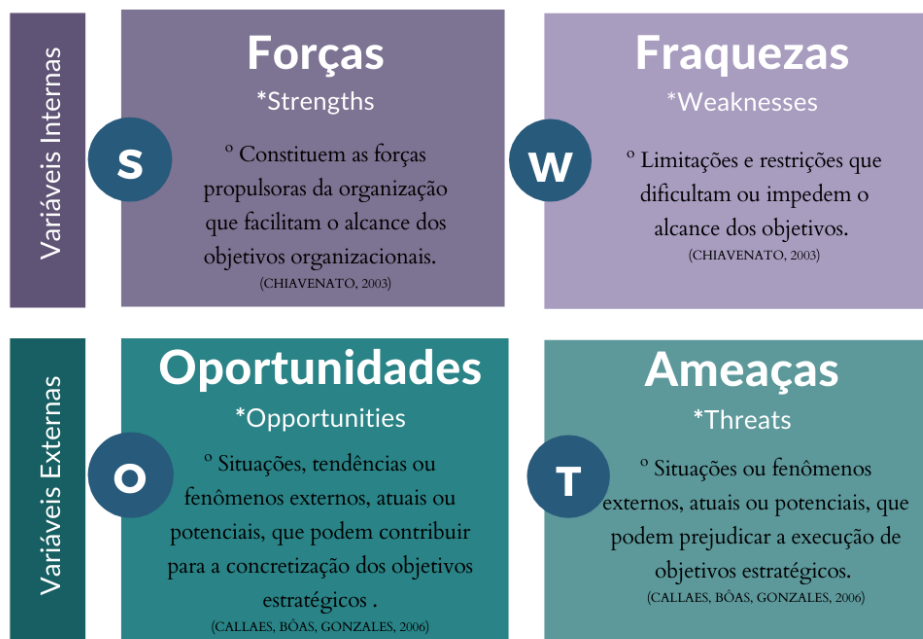 Variáveis Internas
Forças
*Strengths
S
º Constituem as forças
propulsoras da organização
que facilitam o alcance dos
objetivos organizacionais.
(CHIAVENATO, 2003)
Fraquezas
*Weaknesses
W
º Limitações e restrições que
dificultam ou impedem o
alcance dos objetivos.
(CHIAVENATO, 2003)
Variáveis Externas
Oportunidades
*Opportunities
O
º Situações, tendências ou
fenômenos externos, atuais ou
potenciais, que podem contribuir
para a concretização dos objetivos
estratégicos .
(CALLAES, BÔAS, GONZALES, 2006)
Ameaças
*Threats
T
º Situações ou fenômenos
externos, atuais ou potenciais, que
podem prejudicar a execução de
objetivos estratégicos.
(CALLAES, BÔAS, GONZALES, 2006)